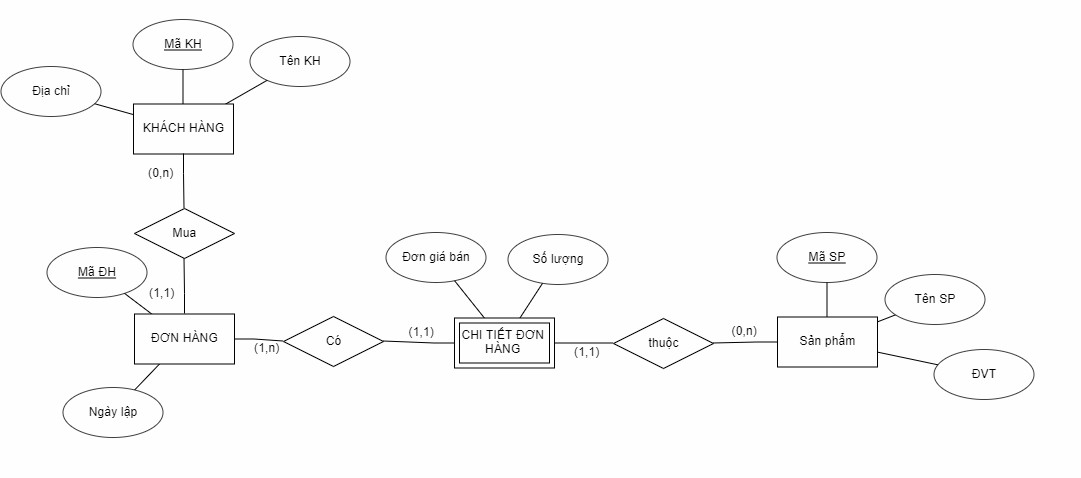 Mã KH
Tên KH
Địa chỉ
KHÁCH HÀNG
(0,n)
Mua
Mã ĐH
(1,1)
ĐƠN HÀNG
(1,n)
Có
(1,1)
Ngày lập
Đơn giá bán
Số lượng
CHI TIẾT ĐƠN
HÀNG
(1,1)
thuộc
(0,n)
Mã SP
Tên SP
Sản phẩm
ĐVT